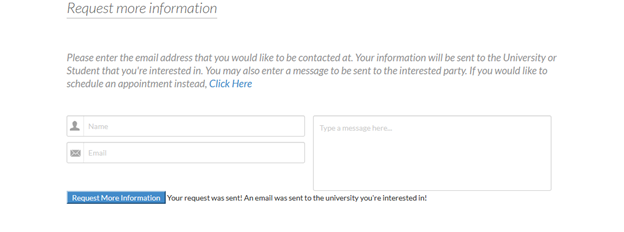 Request more information
Please enter the email address that you would like to be contacted at. Your information will be sent to the University or
Student that you're interested in. You may also enter a message to be sent to the interested party. If you would like to
schedule an appointment instead, Click Here
Name
Type a message here...
Email
Request More Information Your request was sent! An email was sent to the university you're interested in!